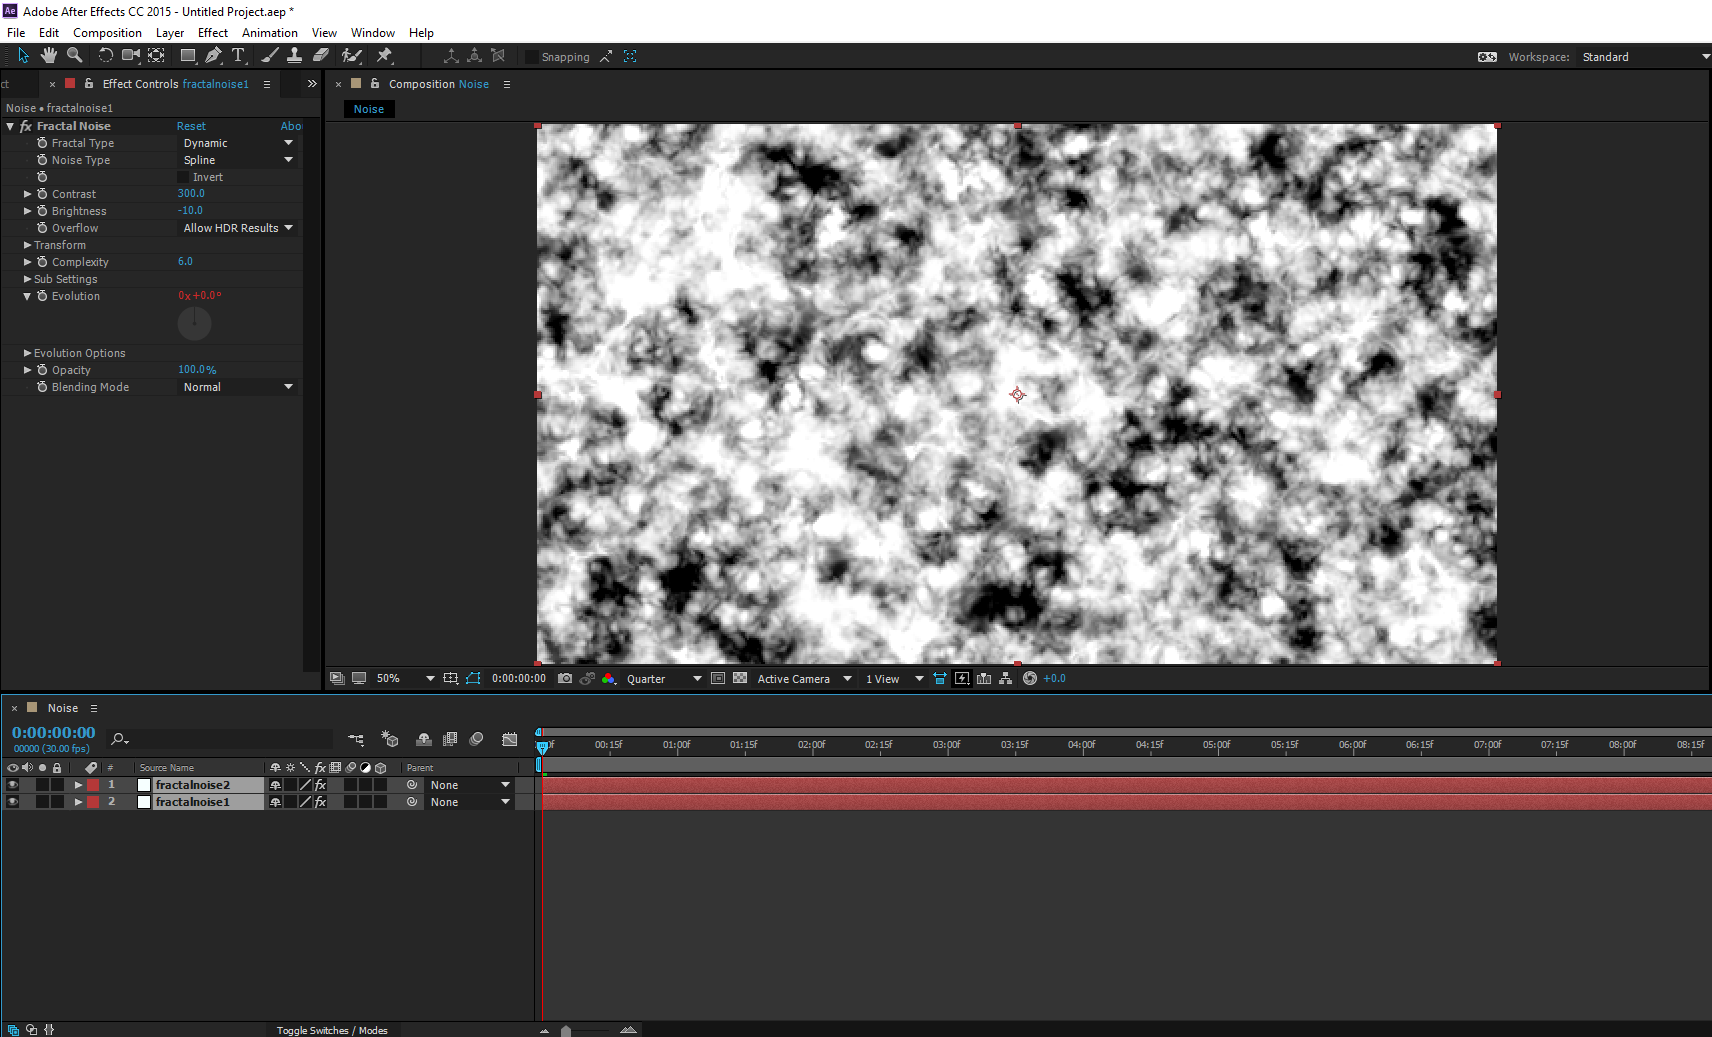 Ae Adobe After Effects CC 2015 - Untitled Project.aep *
File Edit Composition Layer Effect Animation View Window Help
Snapping
Workspace: Standard
ct × Effect Controls fractalnoise1 ≡ »
× Composition Noise ≡
Noise • fractalnoise1
Noise
fx Fractal Noise Reset Abo
Fractal Type Dynamic
Noise Type Spline
Invert
Contrast 300.0
Brightness -10.0
Overflow Allow HDR Results
Transform
Complexity 6.0
Sub Settings
Evolution 0x+0.0°
Evolution Options
Opacity 100.0%
Blending Mode Normal
50% 0:00:00:00 Quarter Active Camera 1 View +0.0
× Noise ≡
0:00:00:00
00000 (30.00 fps)
00:15f 01:00f 01:15f 02:00f 02:15f 03:00f 03:15f 04:00f 04:15f 05:00f 05:15f 06:00f 06:15f 07:00f 07:15f 08:00f 08:15f
# Source Name fx Parent
1 fractalnoise2 fx None
2 fractalnoise1 fx None
Toggle Switches / Modes